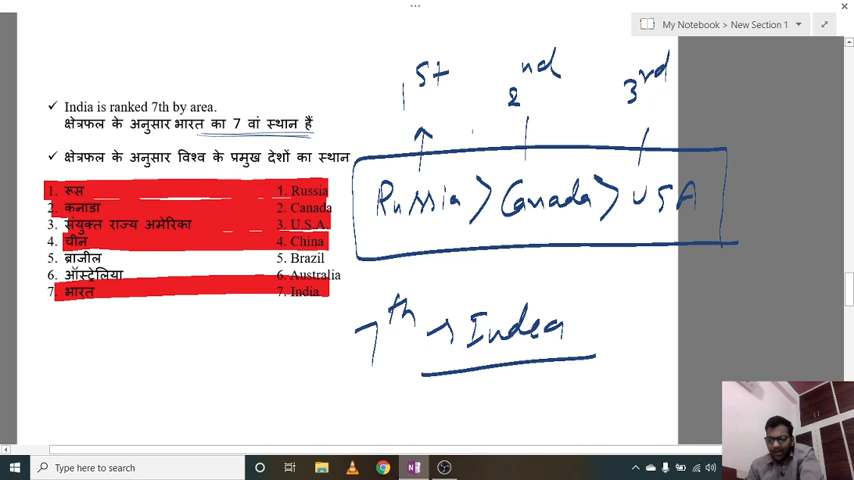 My Notebook > New Section 1
✓ India is ranked 7th by area.
क्षेत्रफल के अनुसार भारत का 7 वां स्थान हैं
✓ क्षेत्रफल के अनुसार विश्व के प्रमुख देशों का स्थान
1. रूस 1. Russia
2. कनाडा 2. Canada
3. संयुक्त राज्य अमेरिका 3. U.S.A.
4. चीन 4. China
5. ब्राजील 5. Brazil
6. ऑस्ट्रेलिया 6. Australia
7. भारत 7. India
1st 2nd 3rd
Russia > Canada > USA
7th → India
Type here to search